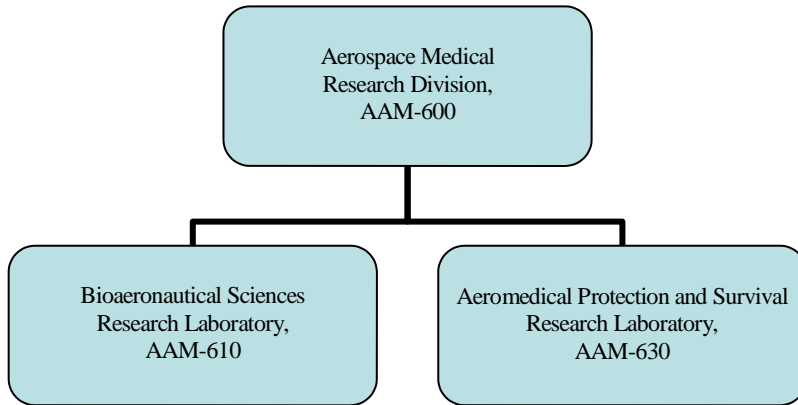 Aerospace Medical
Research Division,
AAM-600
Bioaeronautical Sciences
Research Laboratory,
AAM-610
Aeromedical Protection and Survival
Research Laboratory,
AAM-630